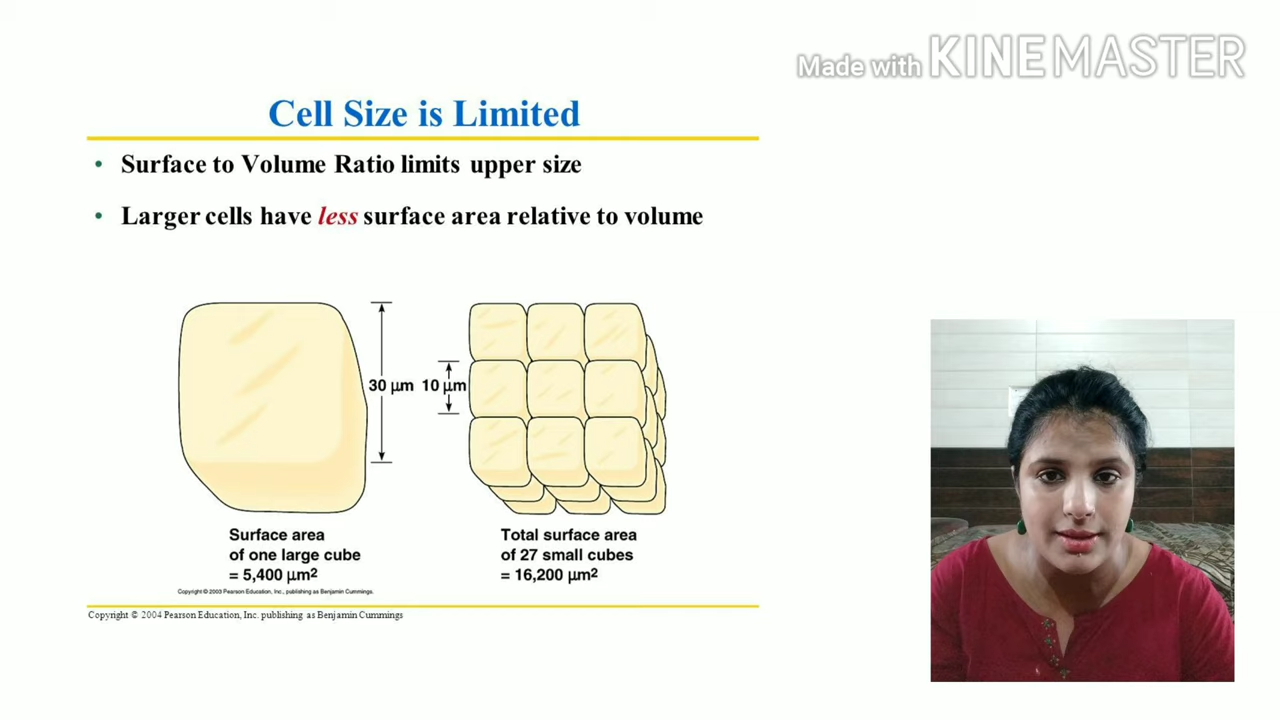 Made with KINEMASTER
Cell Size is Limited
• Surface to Volume Ratio limits upper size
• Larger cells have less surface area relative to volume
30 µm 10 µm
Surface area
of one large cube
= 5,400 µm²
Total surface area
of 27 small cubes
= 16,200 µm²
Copyright © 2003 Pearson Education, Inc., publishing as Benjamin Cummings.
Copyright © 2004 Pearson Education, Inc. publishing as Benjamin Cummings